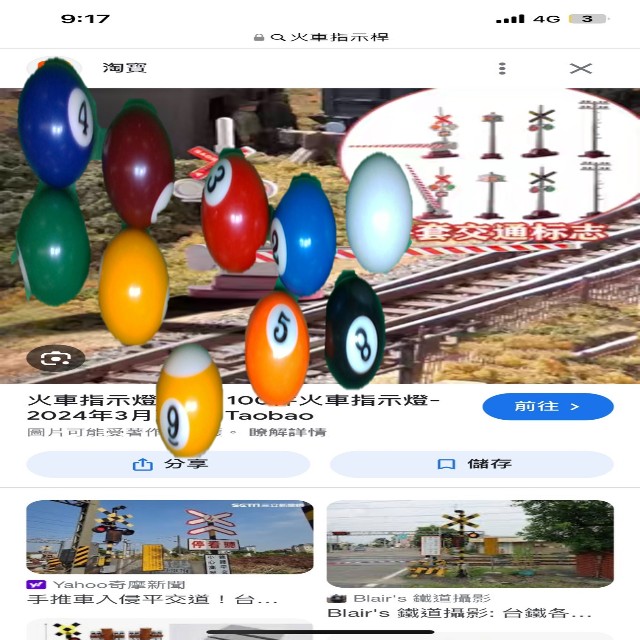 9:17
4G
3
火車指示桿
淘寶
4
3
2
套交通标志
5
8
9
火車指示燈 100 火車指示燈-
2024年3月 Taobao
前往 >
圖片可能受著作 。 瞭解詳情
分享
儲存
停看聽
Yahoo奇摩新聞
手推車入侵平交道！台...
Blair's 鐵道攝影
Blair's 鐵道攝影: 台鐵各...